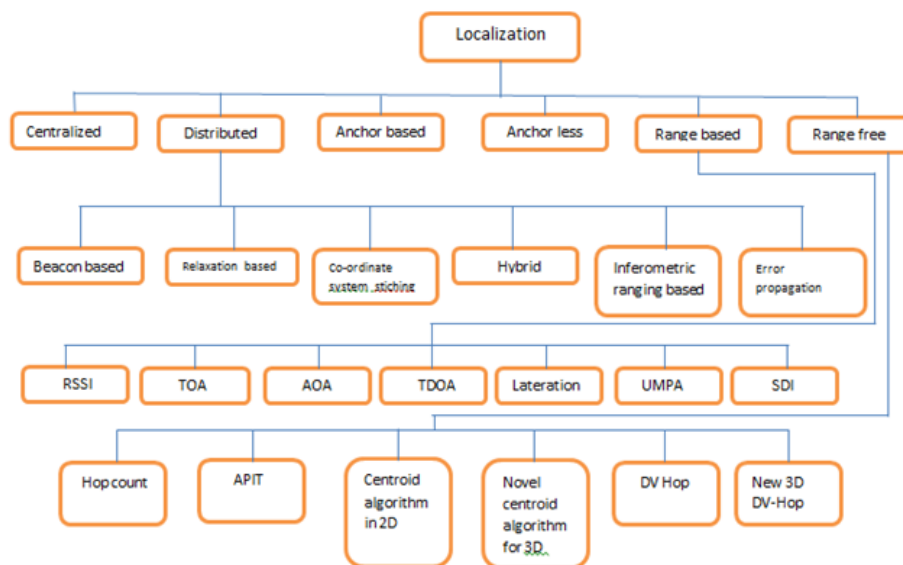 Localization
Centralized
Distributed
Anchor based
Anchor less
Range based
Range free
Beacon based
Relaxation based
Co-ordinate
system .stiching
Hybrid
Inferometric
ranging based
Error
propagation
RSSI
TOA
AOA
TDOA
Lateration
UMPA
SDI
Hop count
APIT
Centroid
algorithm
in 2D
Novel
centroid
algorithm
for 3D
DV Hop
New 3D
DV-Hop